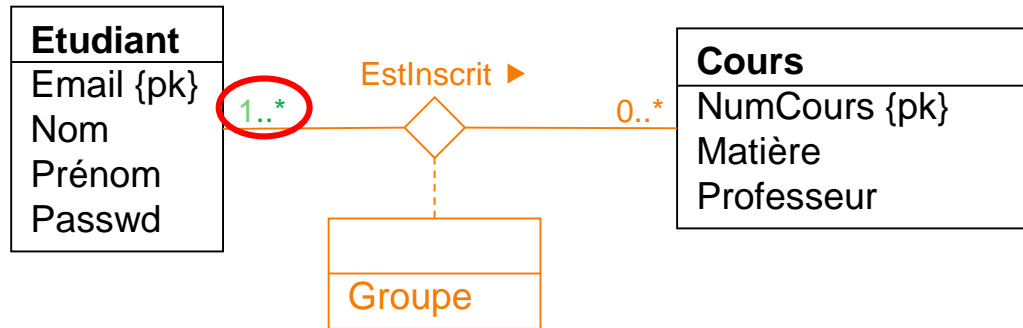 Etudiant
Email {pk}
Nom
Prénom
Passwd
1..*
EstInscrit ▶
0..*
Cours
NumCours {pk}
Matière
Professeur
Groupe